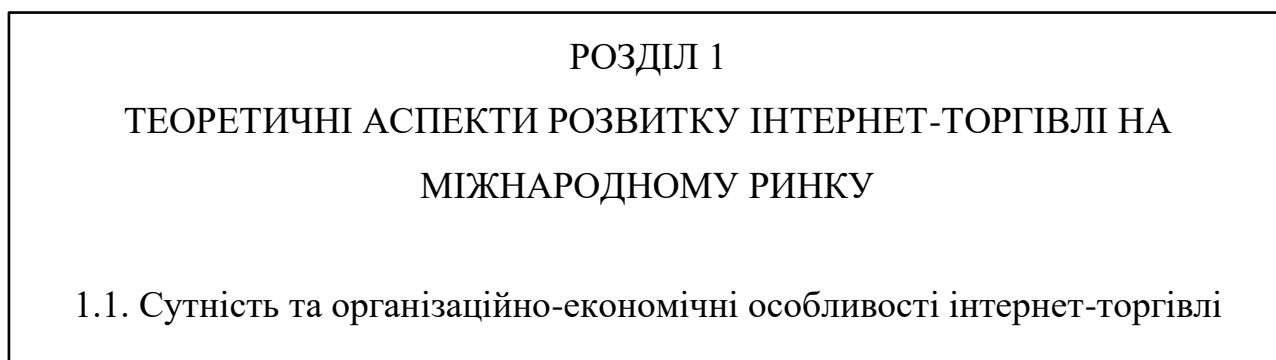 РОЗДІЛ 1
ТЕОРЕТИЧНІ АСПЕКТИ РОЗВИТКУ ІНТЕРНЕТ-ТОРГІВЛІ НА
МІЖНАРОДНОМУ РИНКУ
1.1. Сутність та організаційно-економічні особливості інтернет-торгівлі